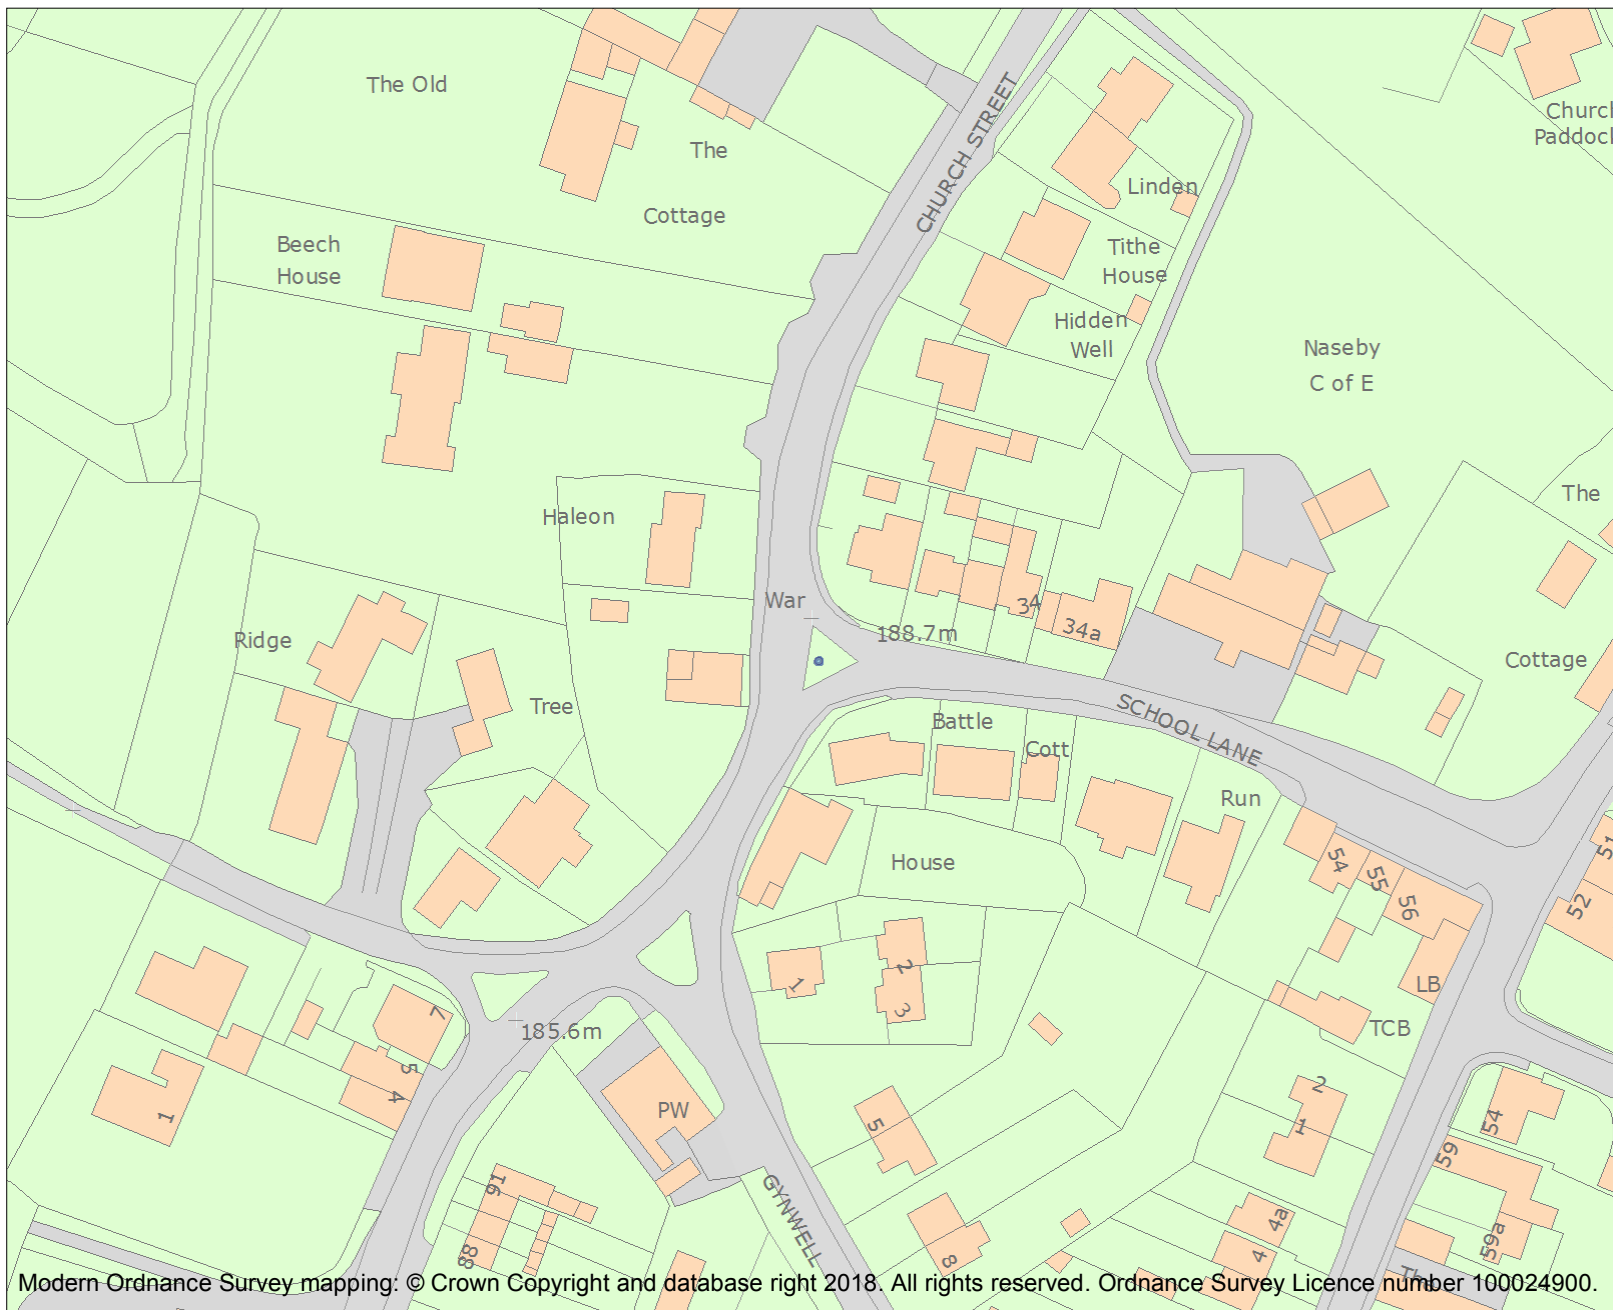 The Old
The
Cottage
CHURCH STREET
Church
Paddock
Linden
Beech
House
Tithe
House
Hidden
Well
Naseby
C of E
The
Haleon
War
34
34a
188.7m
Ridge
Cottage
Tree
Battle
SCHOOL LANE
Cott
Run
House
51
54
55
56
52
1
2
3
LB
7
185.6m
TCB
5
4
1
PW
5
2
1
54
59
91
88
GYNWELL
8
4a
4
59a
The
Modern Ordnance Survey mapping: © Crown Copyright and database right 2018. All rights reserved. Ordnance Survey Licence number 100024900.